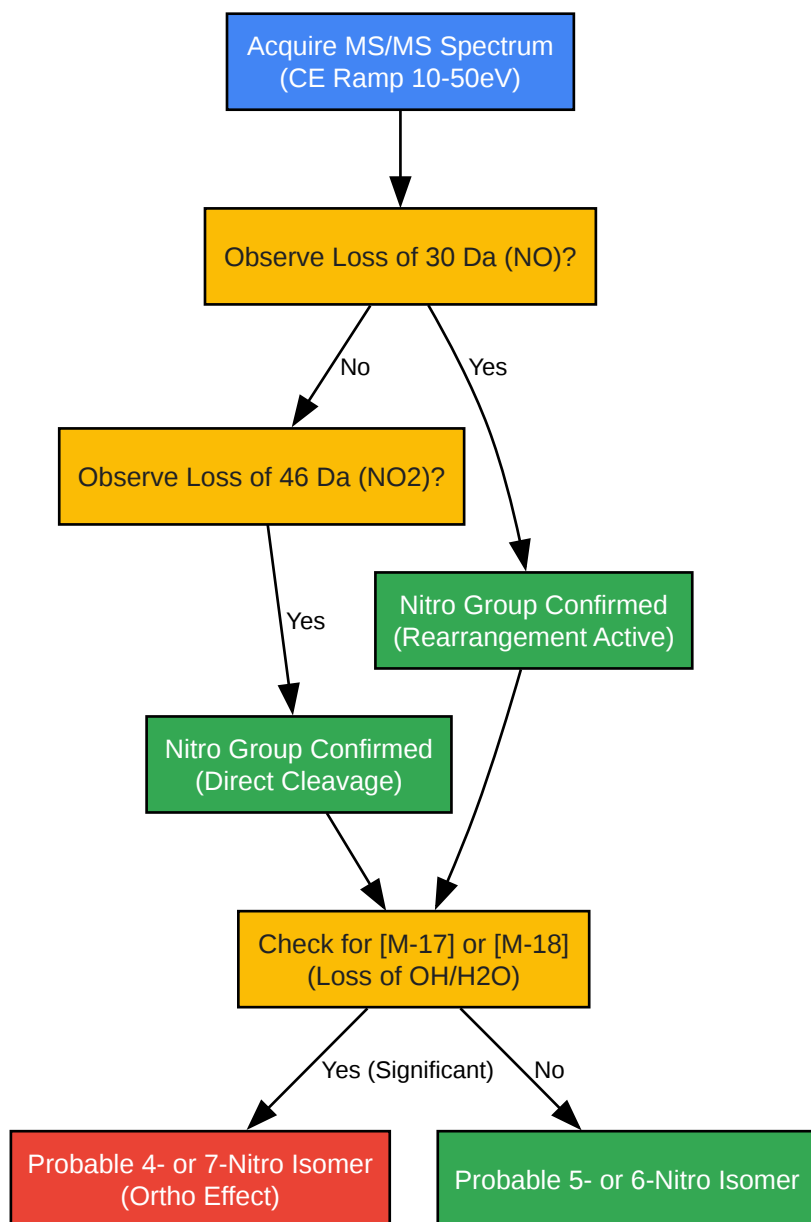 Acquire MS/MS Spectrum
(CE Ramp 10-50eV)
Observe Loss of 30 Da (NO)?
No
Yes
Observe Loss of 46 Da (NO2)?
Yes
Nitro Group Confirmed
(Rearrangement Active)
Nitro Group Confirmed
(Direct Cleavage)
Check for [M-17] or [M-18]
(Loss of OH/H2O)
Yes (Significant)
No
Probable 4- or 7-Nitro Isomer
(Ortho Effect)
Probable 5- or 6-Nitro Isomer